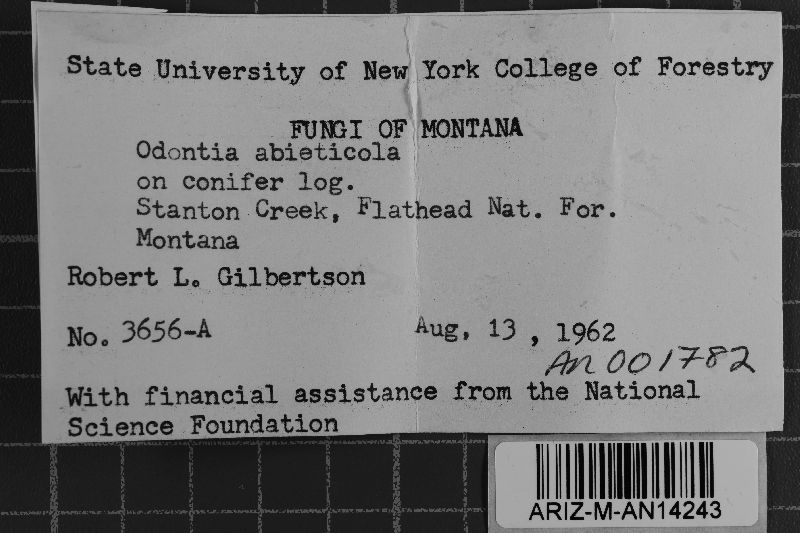 State University of New York College of Forestry
FUNGI OF MONTANA
Odontia abieticola
on conifer log.
Stanton Creek, Flathead Nat. For.
Montana
Robert L. Gilbertson
No. 3656-A Aug, 13 , 1962
AN 001782
With financial assistance from the National
Science Foundation
ARIZ-M-AN14243